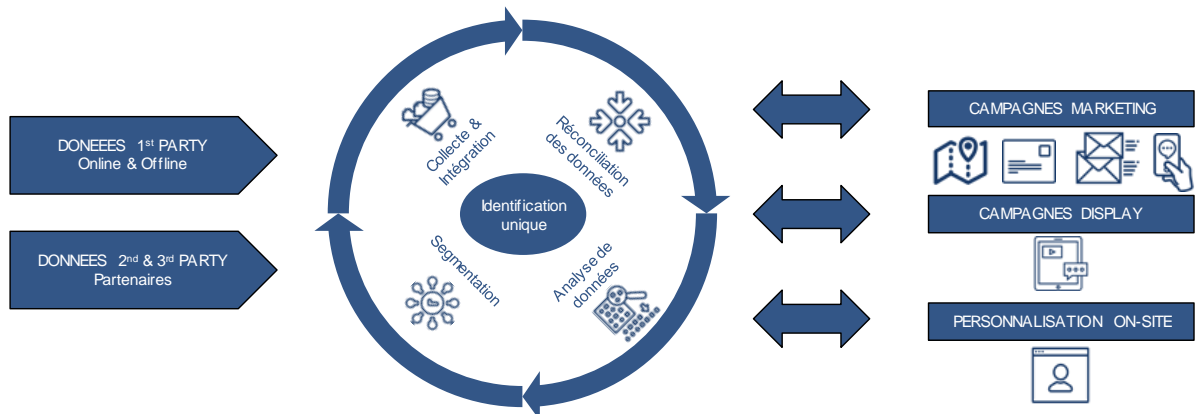 DONEEES 1st PARTY
Online & Offline
DONNEES 2nd & 3rd PARTY
Partenaires
Collecte &
Intégration
Réconciliation
des données
Identification
unique
Segmentation
Analyse de
données
CAMPAGNES MARKETING
CAMPAGNES DISPLAY
PERSONNALISATION ON-SITE